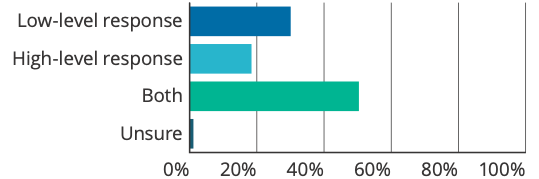 Low-level response
High-level response
Both
Unsure
0% 20% 40% 60% 80% 100%